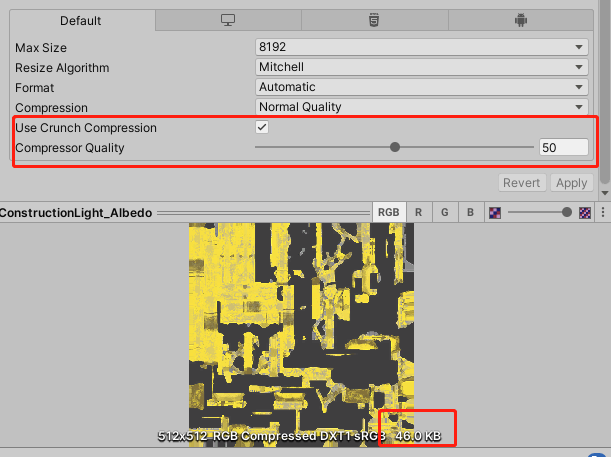 Default
Max Size 8192
Resize Algorithm Mitchell
Format Automatic
Compression Normal Quality
Use Crunch Compression
Compressor Quality 50
Revert Apply
ConstructionLight_Albedo RGB R G B
512x512 RGB Compressed DXT1 sRGB 46.0 KB